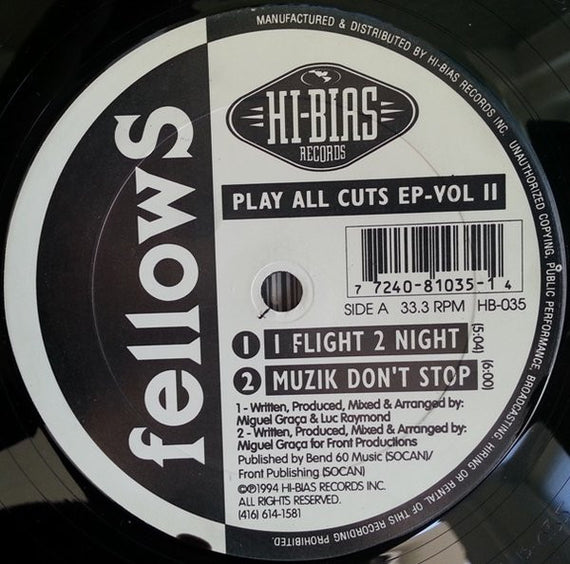 MANUFACTURED & DISTRIBUTED BY HI-BIAS RECORDS INC. UNAUTHORIZED COPYING, PUBLIC PERFORMANCE, BROADCASTING HIRING OR RENTAL OF THIS RECORDING PROHIBITED.
fellows
HI-BIAS
RECORDS
PLAY ALL CUTS EP-VOL II
7 7240-81035-1 4
SIDE A 33.3 RPM HB-035
1 I FLIGHT 2 NIGHT (5:04)
2 MUZIK DON'T STOP (6:00)
1 - Written, Produced, Mixed & Arranged by:
Miguel Graça & Luc Raymond
2 - Written, Produced, Mixed & Arranged by:
Miguel Graça for Front Productions
Published by Bend 60 Music (SOCAN)/
Front Publishing (SOCAN)
©℗1994 HI-BIAS RECORDS INC.
ALL RIGHTS RESERVED.
(416) 614-1581